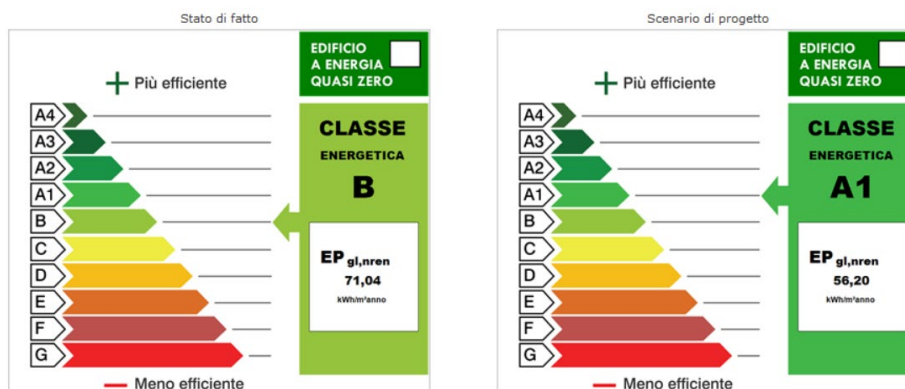 Stato di fatto
EDIFICIO
A ENERGIA
QUASI ZERO
+ Più efficiente
A4
A3
A2
A1
B
C
D
E
F
G
— Meno efficiente
CLASSE
ENERGETICA
B
EP gl,nren
71,04
kWh/m²anno
Scenario di progetto
EDIFICIO
A ENERGIA
QUASI ZERO
+ Più efficiente
A4
A3
A2
A1
B
C
D
E
F
G
— Meno efficiente
CLASSE
ENERGETICA
A1
EP gl,nren
56,20
kWh/m²anno